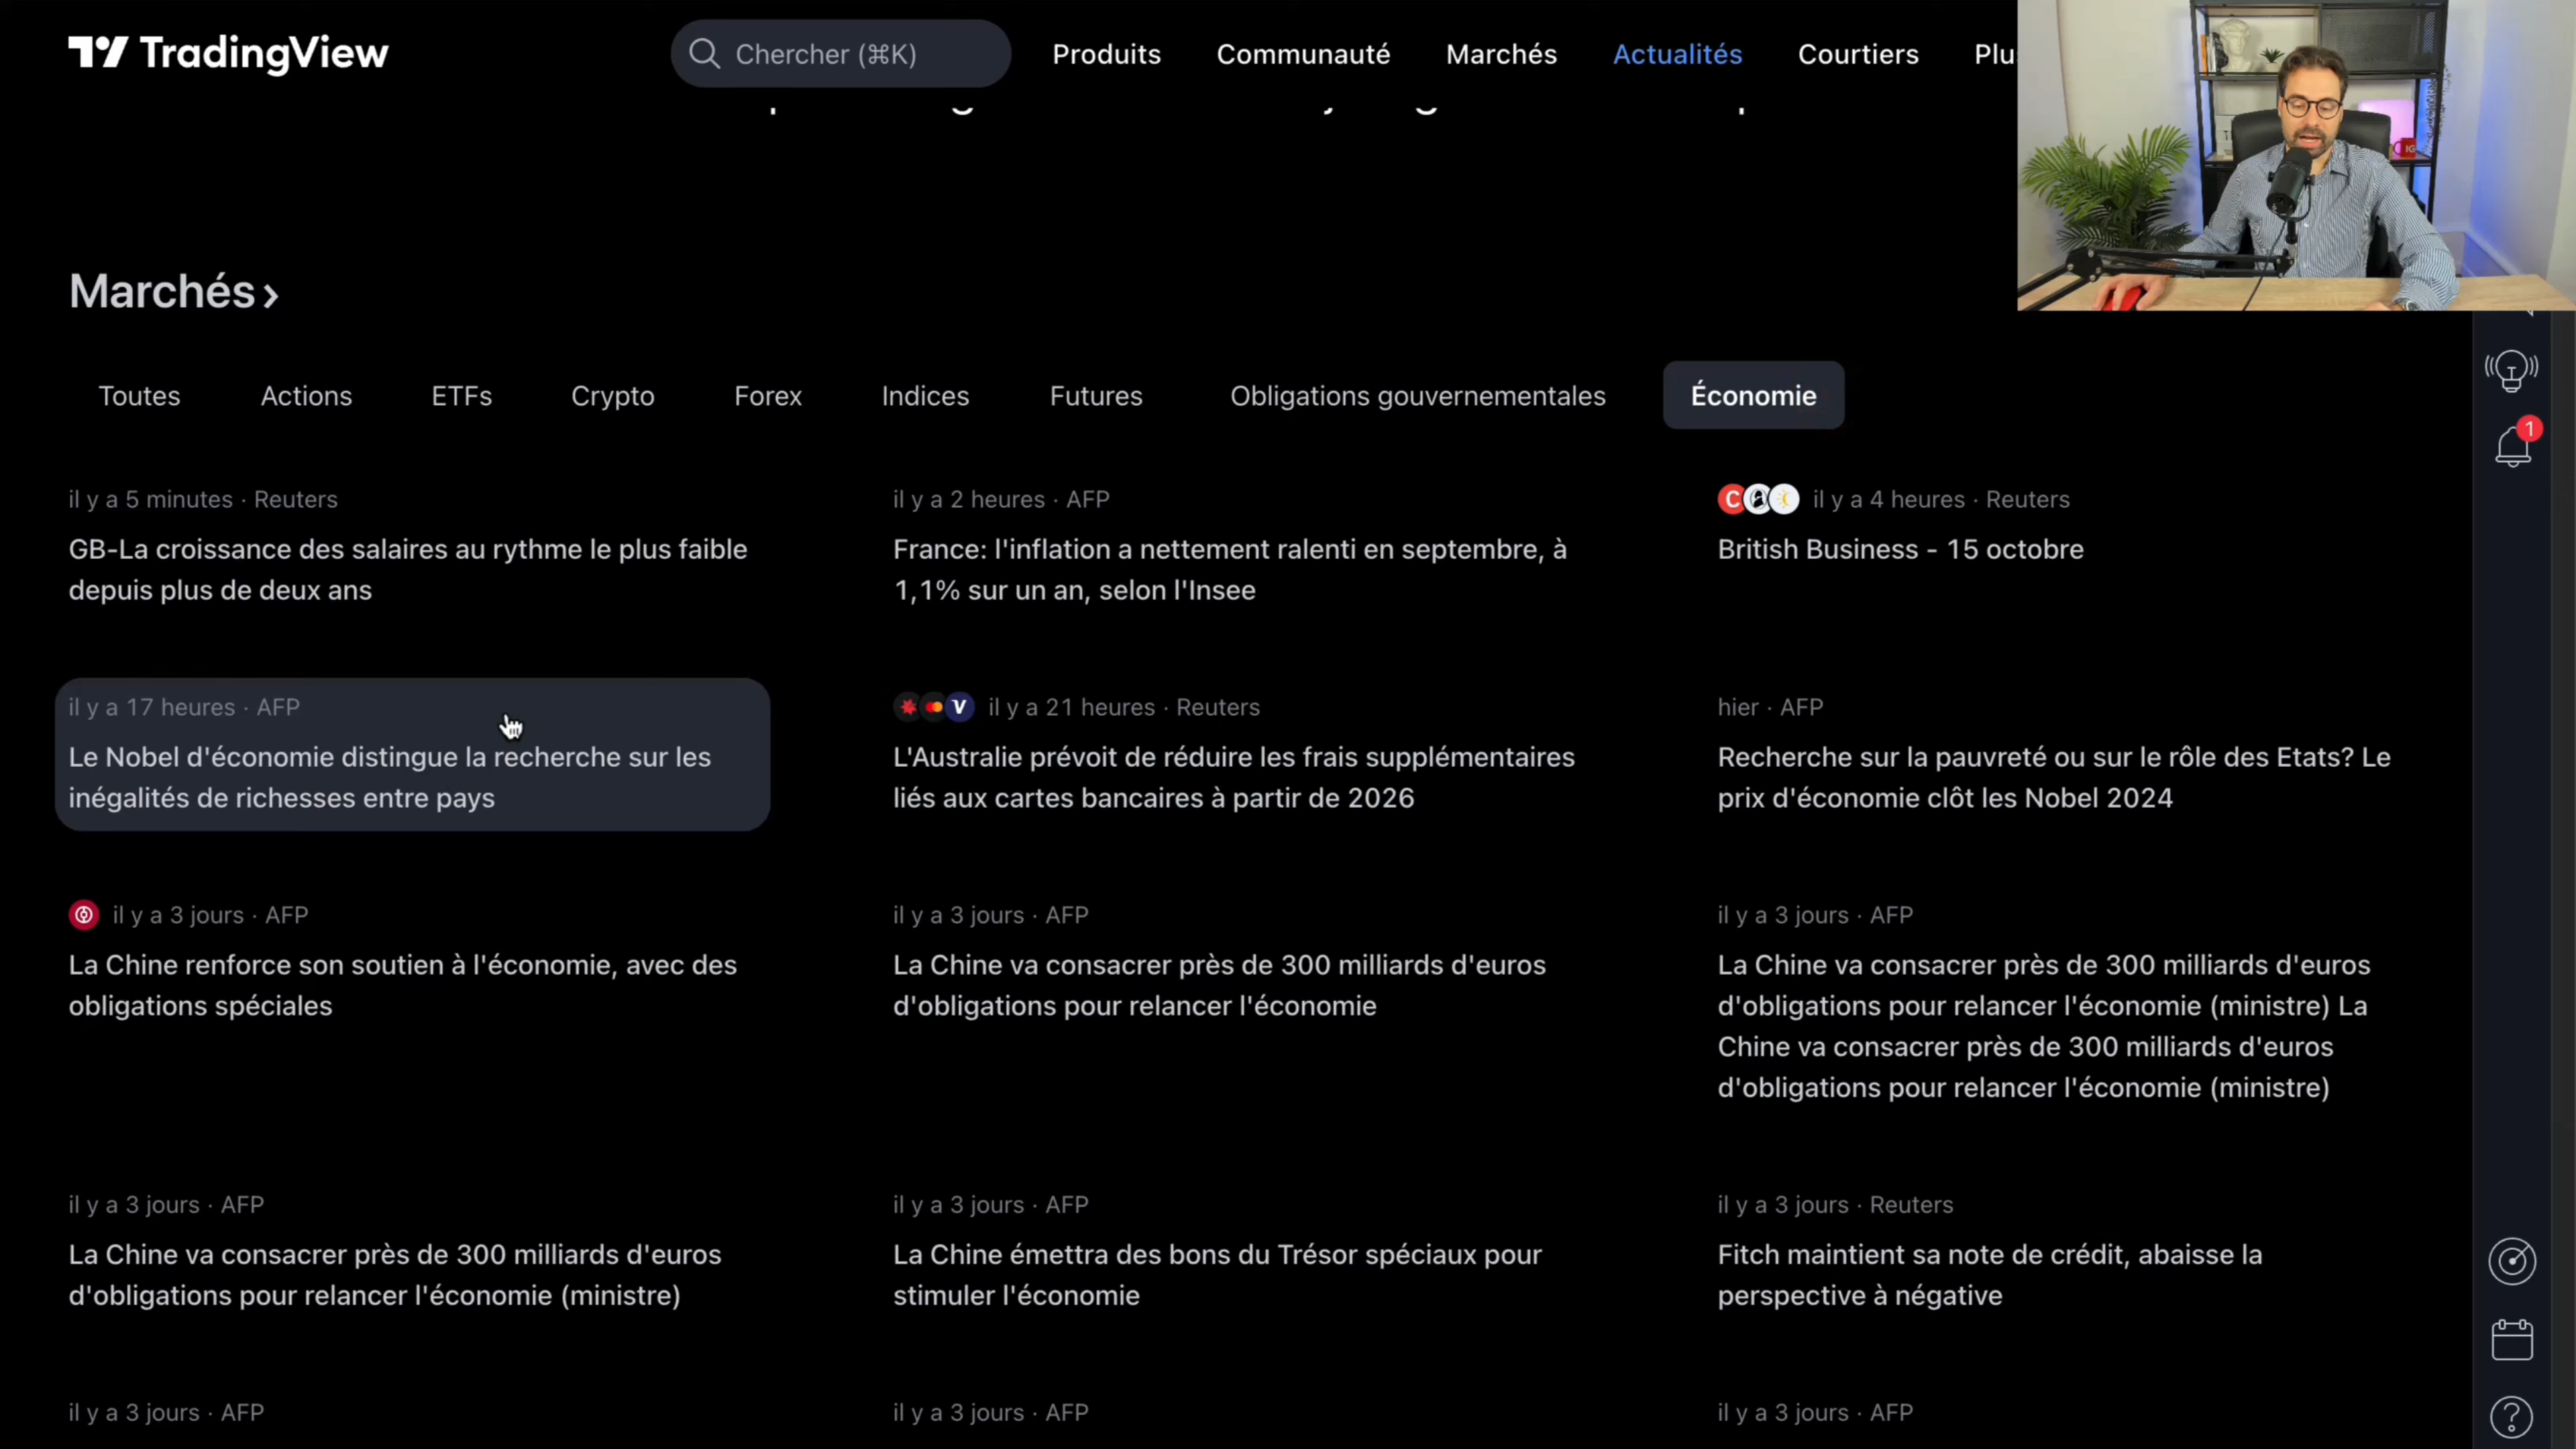 TradingView
Chercher (⌘K)
Produits
Communauté
Marchés
Actualités
Courtiers
IG
Marchés ›
Toutes
Actions
ETFs
Crypto
Forex
Indices
Futures
Obligations gouvernementales
Économie
1
il y a 5 minutes · Reuters
GB-La croissance des salaires au rythme le plus faible
depuis plus de deux ans
il y a 2 heures · AFP
France: l'inflation a nettement ralenti en septembre, à
1,1% sur un an, selon l'Insee
C
il y a 4 heures · Reuters
British Business - 15 octobre
il y a 17 heures · AFP
Le Nobel d'économie distingue la recherche sur les
inégalités de richesses entre pays
V
il y a 21 heures · Reuters
L'Australie prévoit de réduire les frais supplémentaires
liés aux cartes bancaires à partir de 2026
hier · AFP
Recherche sur la pauvreté ou sur le rôle des Etats? Le
prix d'économie clôt les Nobel 2024
il y a 3 jours · AFP
La Chine renforce son soutien à l'économie, avec des
obligations spéciales
il y a 3 jours · AFP
La Chine va consacrer près de 300 milliards d'euros
d'obligations pour relancer l'économie
il y a 3 jours · AFP
La Chine va consacrer près de 300 milliards d'euros
d'obligations pour relancer l'économie (ministre) La
Chine va consacrer près de 300 milliards d'euros
d'obligations pour relancer l'économie (ministre)
il y a 3 jours · AFP
La Chine va consacrer près de 300 milliards d'euros
d'obligations pour relancer l'économie (ministre)
il y a 3 jours · AFP
La Chine émettra des bons du Trésor spéciaux pour
stimuler l'économie
il y a 3 jours · Reuters
Fitch maintient sa note de crédit, abaisse la
perspective à négative
il y a 3 jours · AFP
il y a 3 jours · AFP
il y a 3 jours · AFP